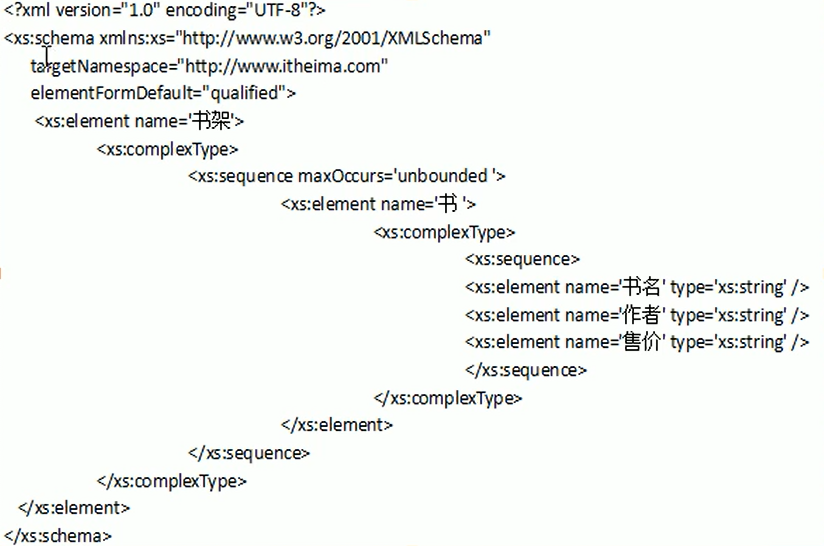 <?xml version="1.0" encoding="UTF-8"?>
<xs:schema xmlns:xs="http://www.w3.org/2001/XMLSchema"
targetNamespace="http://www.itheima.com"
elementFormDefault="qualified">
<xs:element name='书架'>
<xs:complexType>
<xs:sequence maxOccurs='unbounded '>
<xs:element name='书 '>
<xs:complexType>
<xs:sequence>
<xs:element name='书名' type='xs:string' />
<xs:element name='作者' type='xs:string' />
<xs:element name='售价' type='xs:string' />
</xs:sequence>
</xs:complexType>
</xs:element>
</xs:sequence>
</xs:complexType>
</xs:element>
</xs:schema>